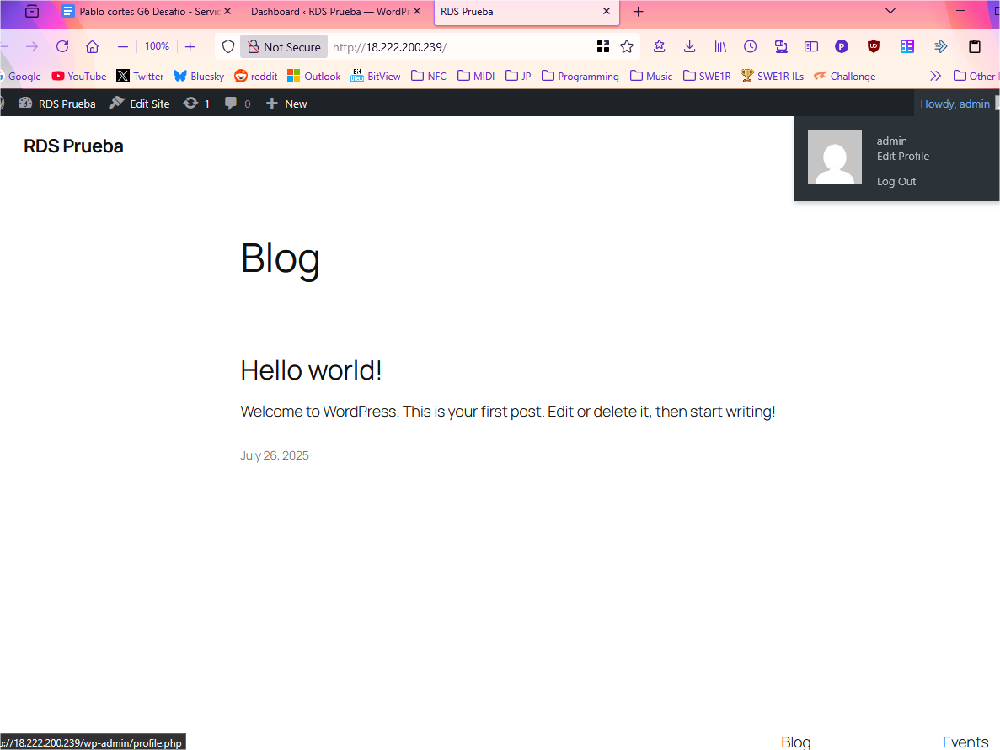 Pablo cortes G6 Desafío - Servic
Dashboard ‹ RDS Prueba — WordPr
RDS Prueba
100%
Not Secure
http://18.222.200.239/
Google YouTube Twitter Bluesky reddit Outlook BitView NFC MIDI JP Programming Music SWE1R SWE1R ILs Challonge Other
RDS Prueba Edit Site 1 0 New Howdy, admin
RDS Prueba
admin
Edit Profile
Log Out
Blog
Hello world!
Welcome to WordPress. This is your first post. Edit or delete it, then start writing!
July 26, 2025
Blog Events
p://18.222.200.239/wp-admin/profile.php